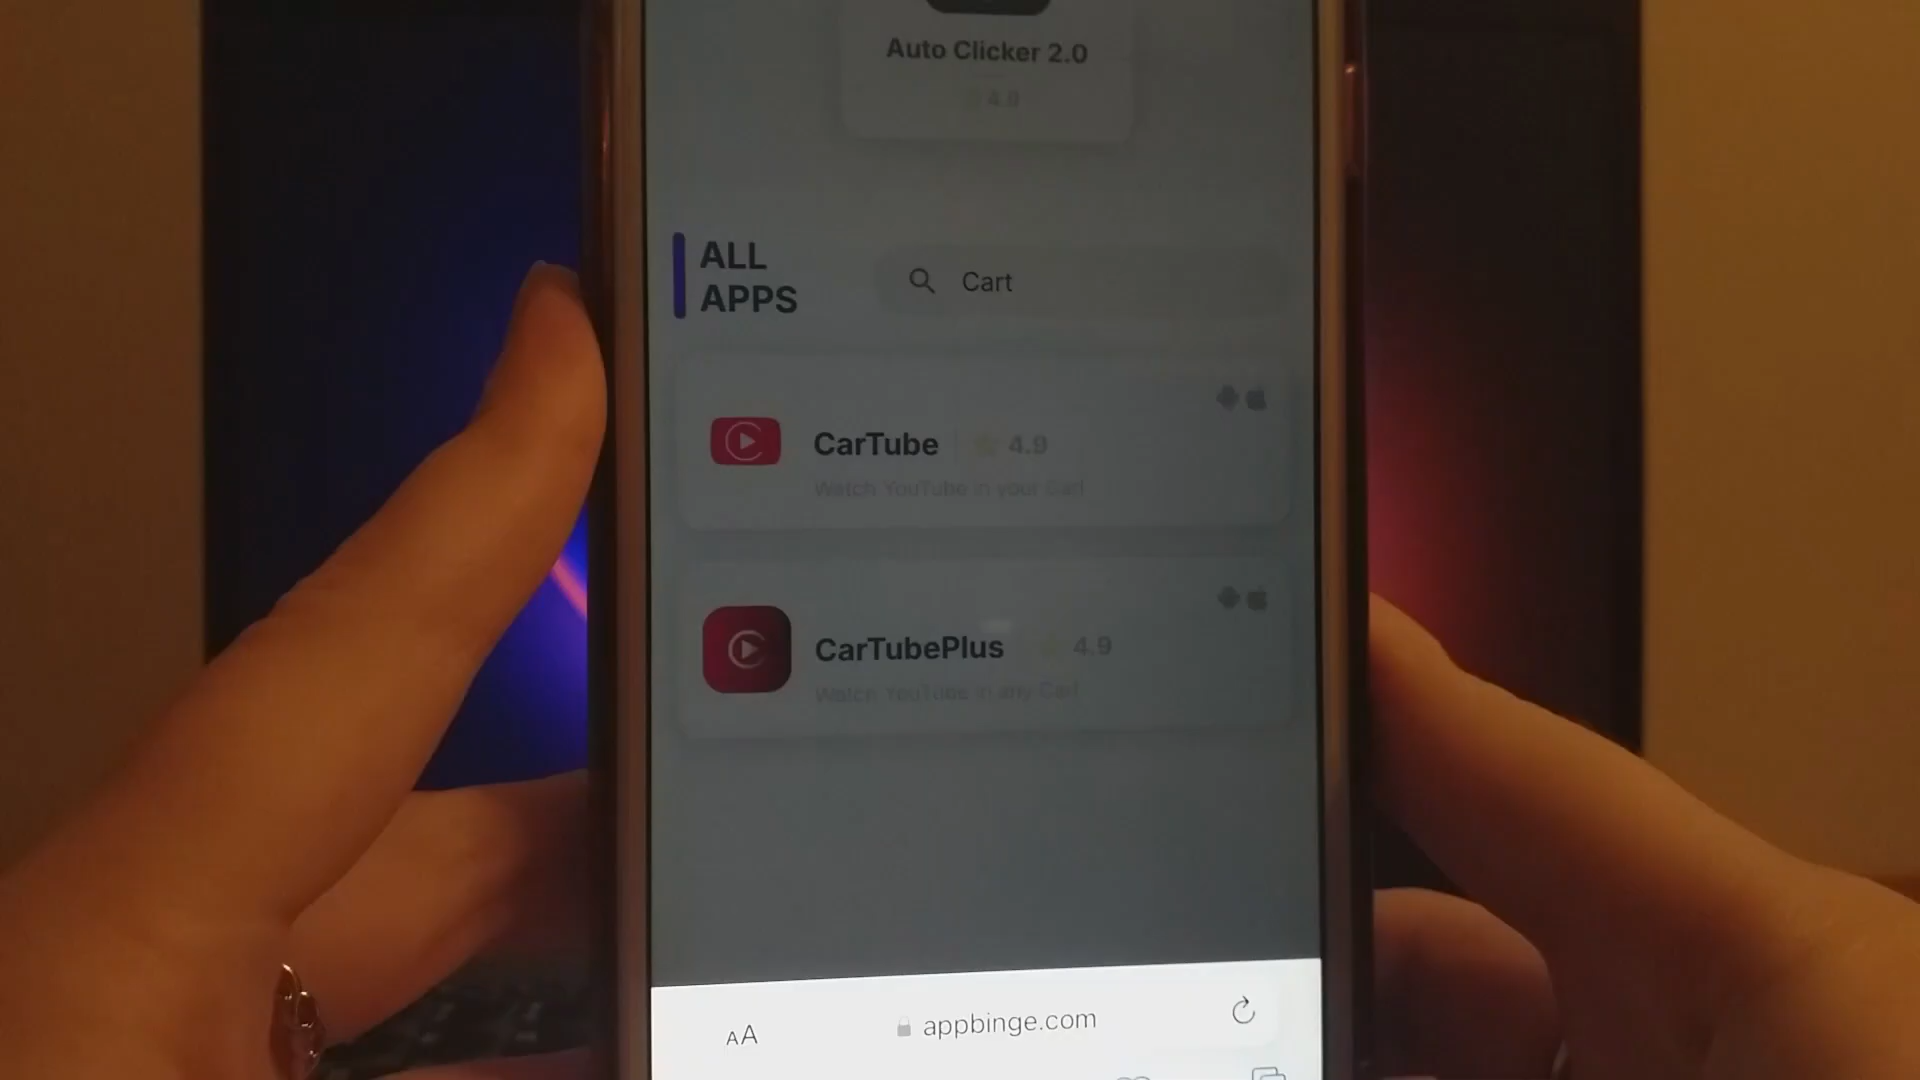 Auto Clicker 2.0
4.9
ALL
APPS
Cart
CarTube 4.9
Watch YouTube in your Car!
CarTubePlus 4.9
Watch YouTube in any Car!
AA
appbinge.com